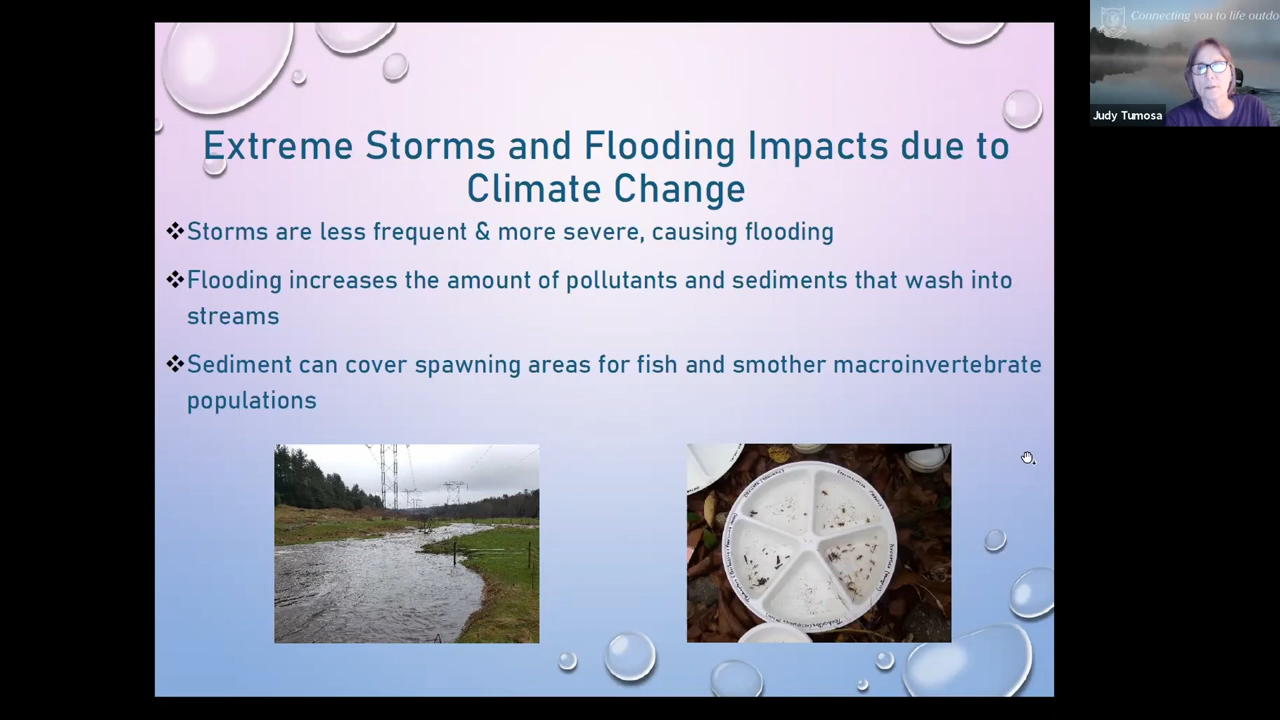 Connecting you to life outdo
Judy Tumosa
Extreme Storms and Flooding Impacts due to
Climate Change
❖Storms are less frequent & more severe, causing flooding
❖Flooding increases the amount of pollutants and sediments that wash into
streams
❖Sediment can cover spawning areas for fish and smother macroinvertebrate
populations